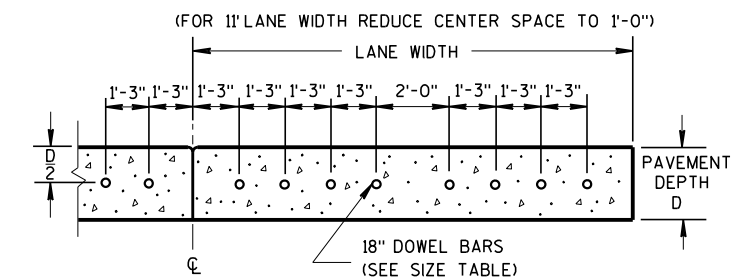 (FOR 11' LANE WIDTH REDUCE CENTER SPACE TO 1'-0")
LANE WIDTH
1'-3" 1'-3" 1'-3" 1'-3" 1'-3" 1'-3" 2'-0" 1'-3" 1'-3" 1'-3"
D
2
PAVEMENT
DEPTH
D
18" DOWEL BARS
(SEE SIZE TABLE)
℄